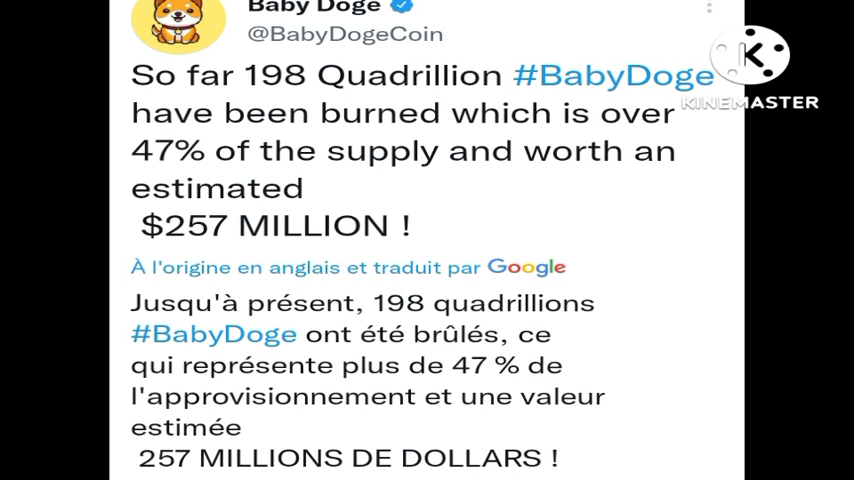 Baby Doge
@BabyDogeCoin
So far 198 Quadrillion #BabyDoge
have been burned which is over
47% of the supply and worth an
estimated
$257 MILLION !
À l'origine en anglais et traduit par Google
Jusqu'à présent, 198 quadrillions
#BabyDoge ont été brûlés, ce
qui représente plus de 47 % de
l'approvisionnement et une valeur
estimée
257 MILLIONS DE DOLLARS !
K
KINEMASTER